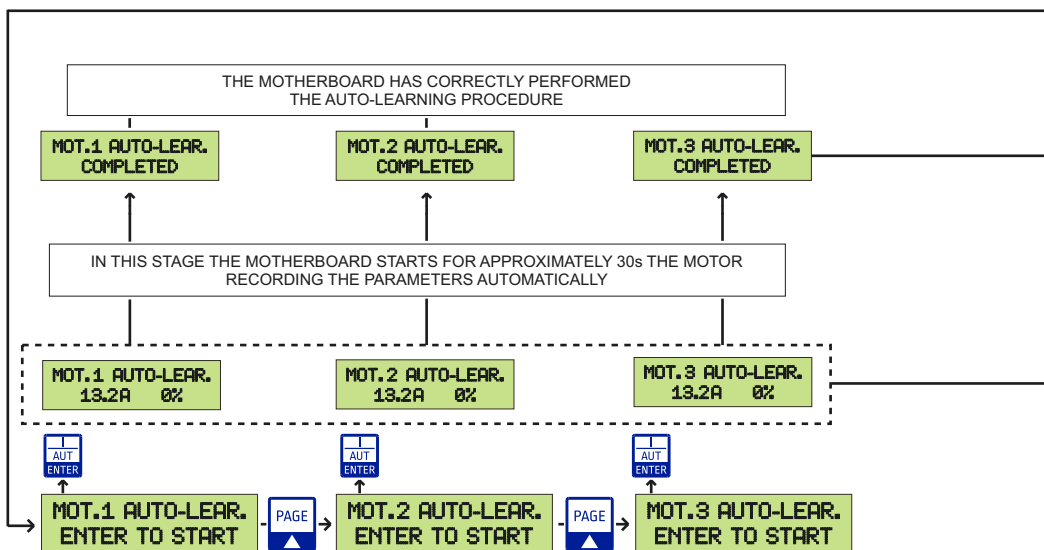 THE MOTHERBOARD HAS CORRECTLY PERFORMED
THE AUTO-LEARNING PROCEDURE
MOT.1 AUTO-LEAR.
COMPLETED
MOT.2 AUTO-LEAR.
COMPLETED
MOT.3 AUTO-LEAR.
COMPLETED
IN THIS STAGE THE MOTHERBOARD STARTS FOR APPROXIMATELY 30s THE MOTOR
RECORDING THE PARAMETERS AUTOMATICALLY
MOT.1 AUTO-LEAR.
13.2A 0%
MOT.2 AUTO-LEAR.
13.2A 0%
MOT.3 AUTO-LEAR.
13.2A 0%
I
AUT
ENTER
I
AUT
ENTER
I
AUT
ENTER
MOT.1 AUTO-LEAR.
ENTER TO START
PAGE
MOT.2 AUTO-LEAR.
ENTER TO START
PAGE
MOT.3 AUTO-LEAR.
ENTER TO START